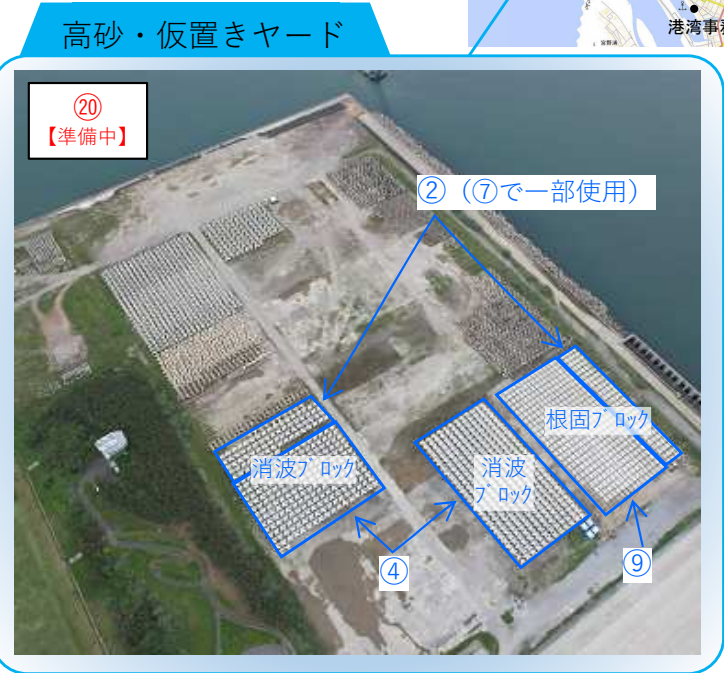 高砂・仮置きヤード
港湾事務
⑳
【準備中】
②（⑦で一部使用）
根固ﾌﾞﾛｯｸ
消波ﾌﾞﾛｯｸ
消波
ﾌﾞﾛｯｸ
④
⑨